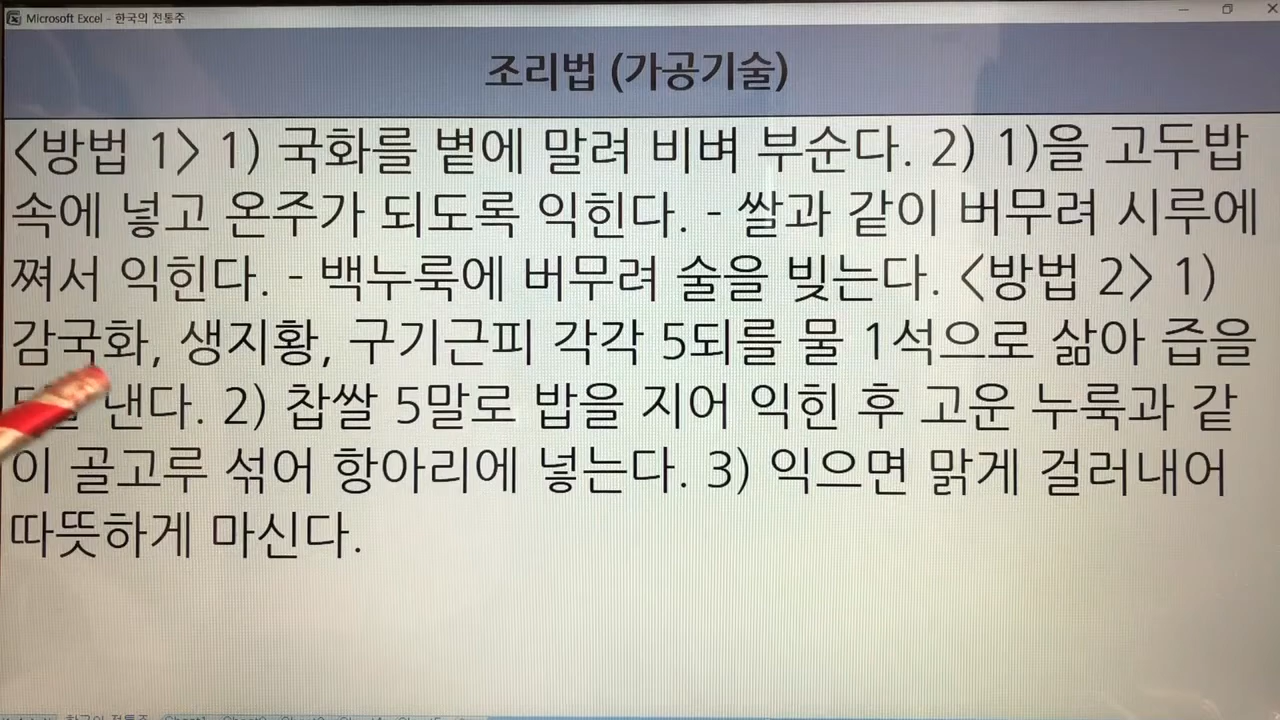 Microsoft Excel - 한국의 전통주
조리법 (가공기술)
<방법 1> 1) 국화를 볕에 말려 비벼 부순다. 2) 1)을 고두밥
속에 넣고 온주가 되도록 익힌다. - 쌀과 같이 버무려 시루에
쪄서 익힌다. - 백누룩에 버무려 술을 빚는다. <방법 2> 1)
감국화, 생지황, 구기근피 각각 5되를 물 1석으로 삶아 즙을
낸다. 2) 찹쌀 5말로 밥을 지어 익힌 후 고운 누룩과 같
이 골고루 섞어 항아리에 넣는다. 3) 익으면 맑게 걸러내어
따뜻하게 마신다.